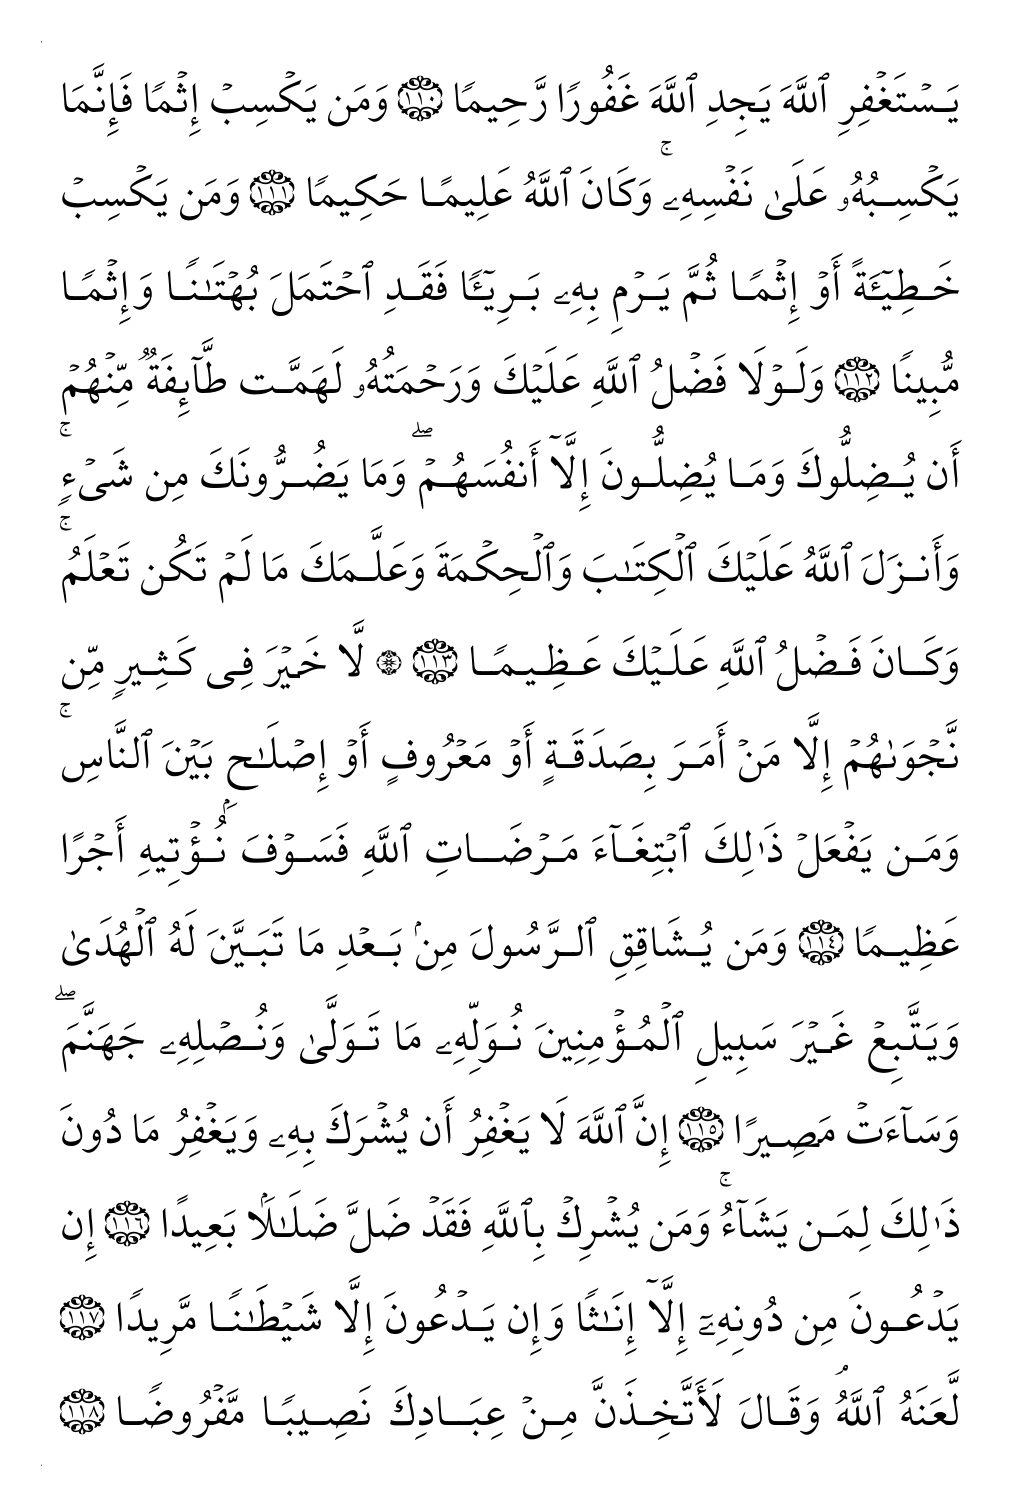 يَسۡتَغۡفِرِ ٱللَّهَ يَجِدِ ٱللَّهَ غَفُورٗا رَّحِيمٗا ١١٠ وَمَن يَكۡسِبۡ إِثۡمٗا فَإِنَّمَا
يَكۡسِبُهُۥ عَلَىٰ نَفۡسِهِۦۚ وَكَانَ ٱللَّهُ عَلِيمًا حَكِيمٗا ١١١ وَمَن يَكۡسِبۡ
خَطِيٓـَٔةً أَوۡ إِثۡمٗا ثُمَّ يَرۡمِ بِهِۦ بَرِيٓـٔٗا فَقَدِ ٱحۡتَمَلَ بُهۡتَٰنٗا وَإِثۡمٗا
مُّبِينٗا ١١٢ وَلَوۡلَا فَضۡلُ ٱللَّهِ عَلَيۡكَ وَرَحۡمَتُهُۥ لَهَمَّت طَّآئِفَةٞ مِّنۡهُمۡ
أَن يُضِلُّوكَ وَمَا يُضِلُّونَ إِلَّآ أَنفُسَهُمۡۖ وَمَا يَضُرُّونَكَ مِن شَيۡءٖۚ
وَأَنزَلَ ٱللَّهُ عَلَيۡكَ ٱلۡكِتَٰبَ وَٱلۡحِكۡمَةَ وَعَلَّمَكَ مَا لَمۡ تَكُن تَعۡلَمُۚ
وَكَانَ فَضۡلُ ٱللَّهِ عَلَيۡكَ عَظِيمٗا ١١٣ ۞ لَّا خَيۡرَ فِي كَثِيرٖ مِّن
نَّجۡوَىٰهُمۡ إِلَّا مَنۡ أَمَرَ بِصَدَقَةٍ أَوۡ مَعۡرُوفٍ أَوۡ إِصۡلَٰحِۭ بَيۡنَ ٱلنَّاسِۚ
وَمَن يَفۡعَلۡ ذَٰلِكَ ٱبۡتِغَآءَ مَرۡضَاتِ ٱللَّهِ فَسَوۡفَ نُؤۡتِيهِ أَجۡرًا
عَظِيمٗا ١١٤ وَمَن يُشَاقِقِ ٱلرَّسُولَ مِنۢ بَعۡدِ مَا تَبَيَّنَ لَهُ ٱلۡهُدَىٰ
وَيَتَّبِعۡ غَيۡرَ سَبِيلِ ٱلۡمُؤۡمِنِينَ نُوَلِّهِۦ مَا تَوَلَّىٰ وَنُصۡلِهِۦ جَهَنَّمَۖ
وَسَآءَتۡ مَصِيرًا ١١٥ إِنَّ ٱللَّهَ لَا يَغۡفِرُ أَن يُشۡرَكَ بِهِۦ وَيَغۡفِرُ مَا دُونَ
ذَٰلِكَ لِمَن يَشَآءُۚ وَمَن يُشۡرِكۡ بِٱللَّهِ فَقَدۡ ضَلَّ ضَلَٰلَۢا بَعِيدًا ١١٦ إِن
يَدۡعُونَ مِن دُونِهِۦٓ إِلَّآ إِنَٰثٗا وَإِن يَدۡعُونَ إِلَّا شَيۡطَٰنٗا مَّرِيدٗا ١١٧
لَّعَنَهُ ٱللَّهُۘ وَقَالَ لَأَتَّخِذَنَّ مِنۡ عِبَادِكَ نَصِيبٗا مَّفۡرُوضٗا ١١٨